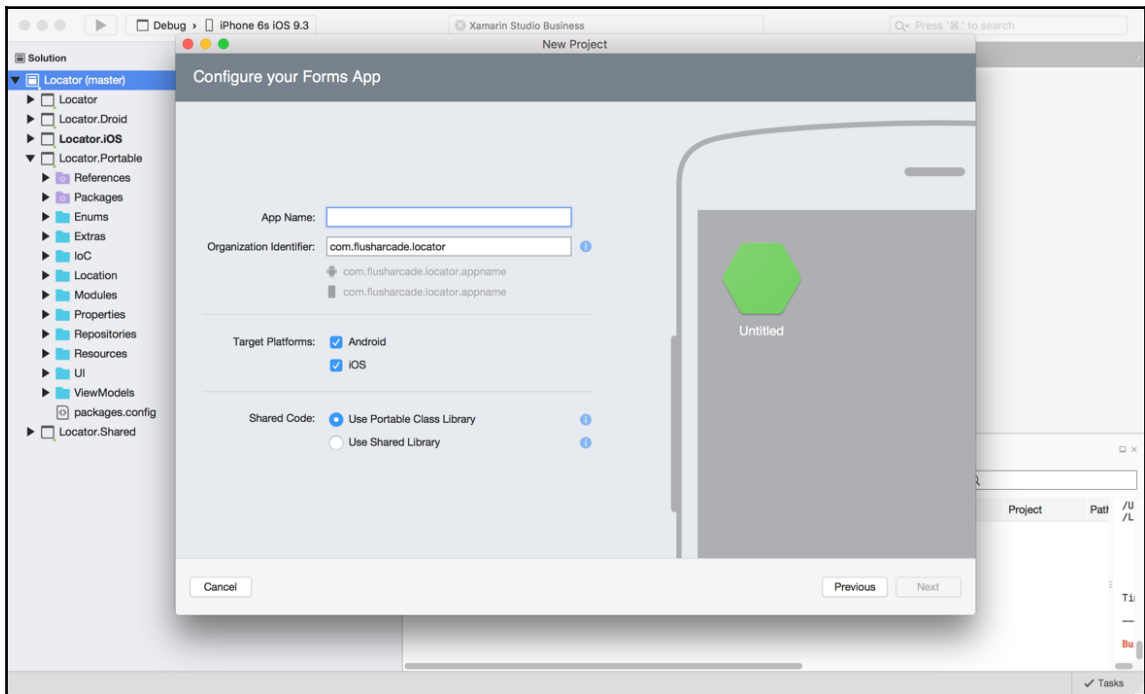 Debug › iPhone 6s iOS 9.3
Xamarin Studio Business
Press '⌘.' to search
New Project
Solution
Locator (master)
Locator
Locator.Droid
Locator.iOS
Locator.Portable
References
Packages
Enums
Extras
IoC
Location
Modules
Properties
Repositories
Resources
UI
ViewModels
packages.config
Locator.Shared
Configure your Forms App
App Name:
Organization Identifier: com.flusharcade.locator
com.flusharcade.locator.appname
com.flusharcade.locator.appname
Target Platforms: Android
iOS
Shared Code: Use Portable Class Library
Use Shared Library
Untitled
Cancel
Previous
Next
Project
Path
/U
/L
Ti
Bu
Tasks